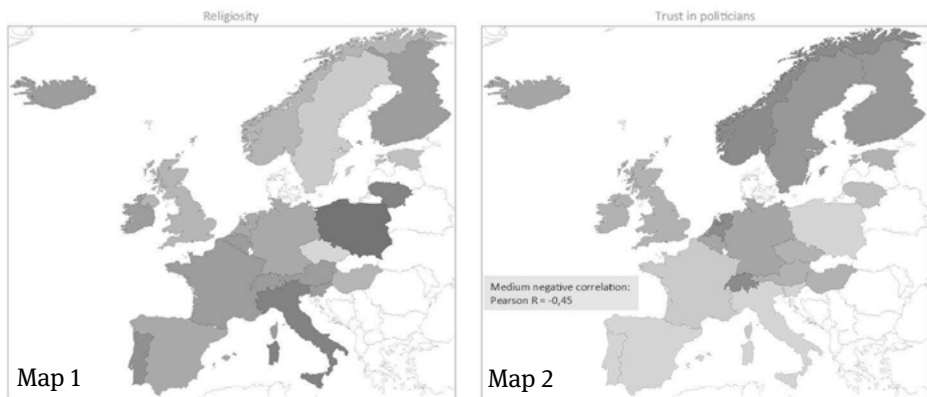 Religiosity
Trust in politicians
Medium negative correlation:
Pearson R = -0,45
Map 1
Map 2